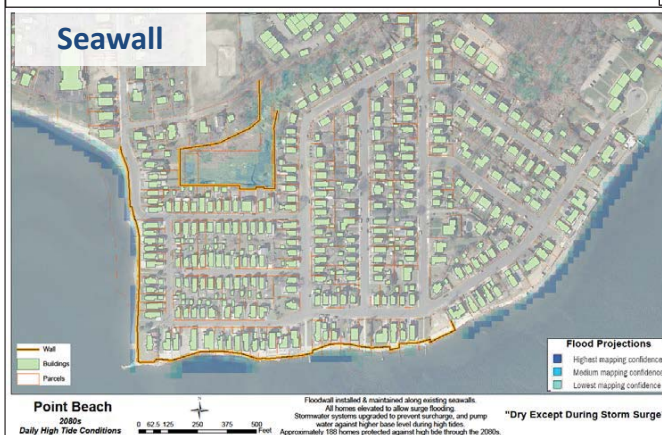 Seawall
Wall
Buildings
Parcels
Flood Projections
Highest mapping confidence
Medium mapping confidence
Lowest mapping confidence
Point Beach
2080s
Daily High Tide Conditions
0 62.5 125 250 375 500
Feet
Floodwall installed & maintained along existing seawalls.
All homes elevated to allow surge flooding.
Stormwater systems upgraded to prevent surcharge, and pump
water against higher base level during high tides.
Approximately 188 homes protected against high tide through the 2080s.
"Dry Except During Storm Surge"